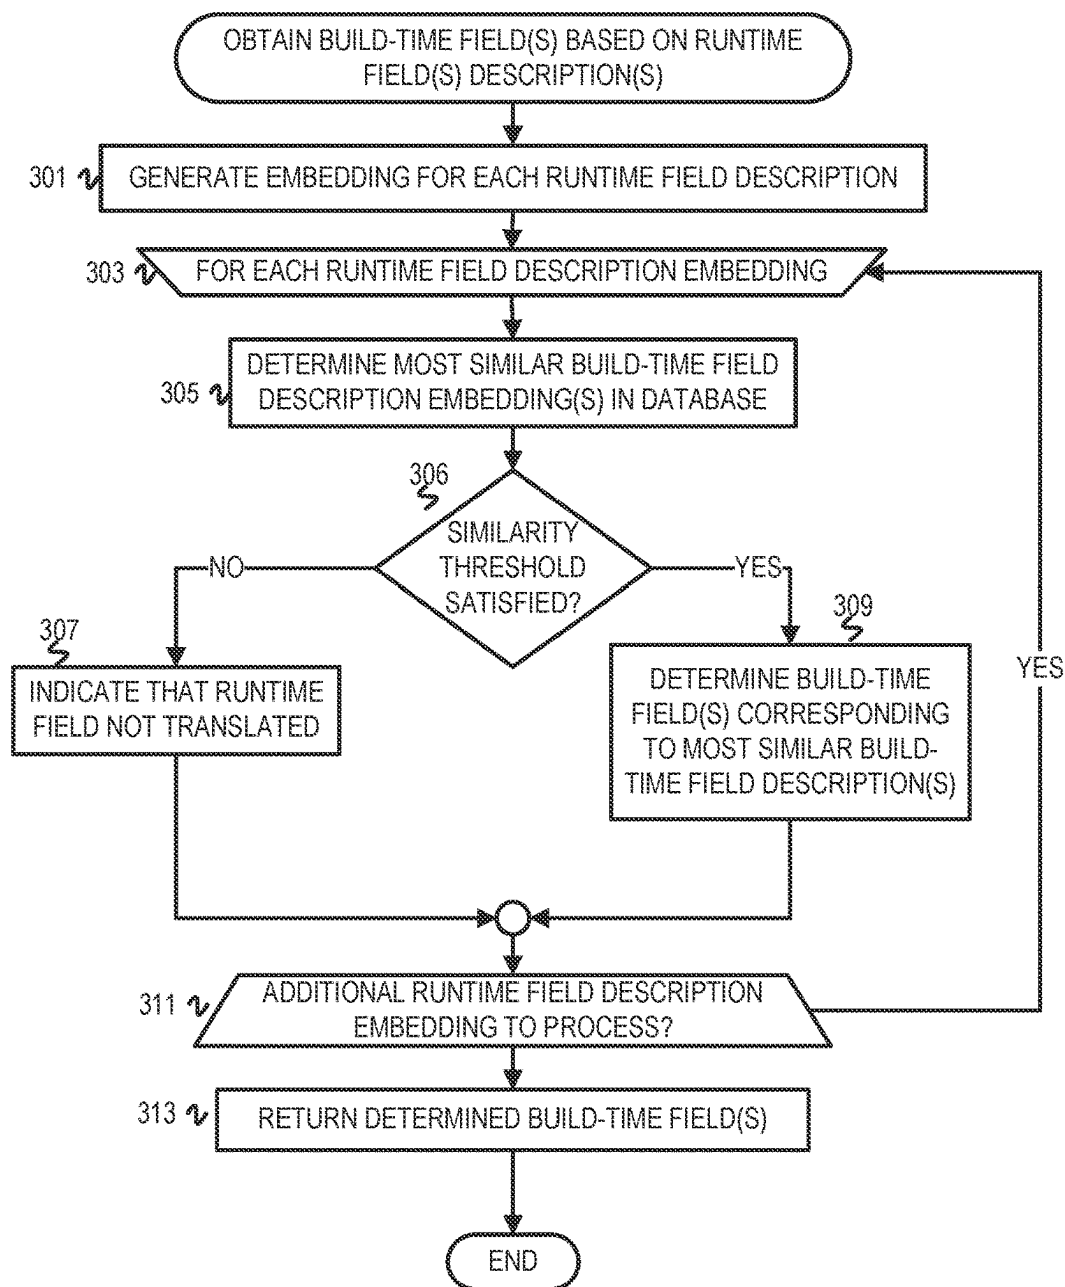 OBTAIN BUILD-TIME FIELD(S) BASED ON RUNTIME
FIELD(S) DESCRIPTION(S)
301
GENERATE EMBEDDING FOR EACH RUNTIME FIELD DESCRIPTION
303
FOR EACH RUNTIME FIELD DESCRIPTION EMBEDDING
305
DETERMINE MOST SIMILAR BUILD-TIME FIELD
DESCRIPTION EMBEDDING(S) IN DATABASE
306
SIMILARITY
THRESHOLD
SATISFIED?
NO
YES
307
INDICATE THAT RUNTIME
FIELD NOT TRANSLATED
309
DETERMINE BUILD-TIME
FIELD(S) CORRESPONDING
TO MOST SIMILAR BUILD-
TIME FIELD DESCRIPTION(S)
YES
311
ADDITIONAL RUNTIME FIELD DESCRIPTION
EMBEDDING TO PROCESS?
313
RETURN DETERMINED BUILD-TIME FIELD(S)
END